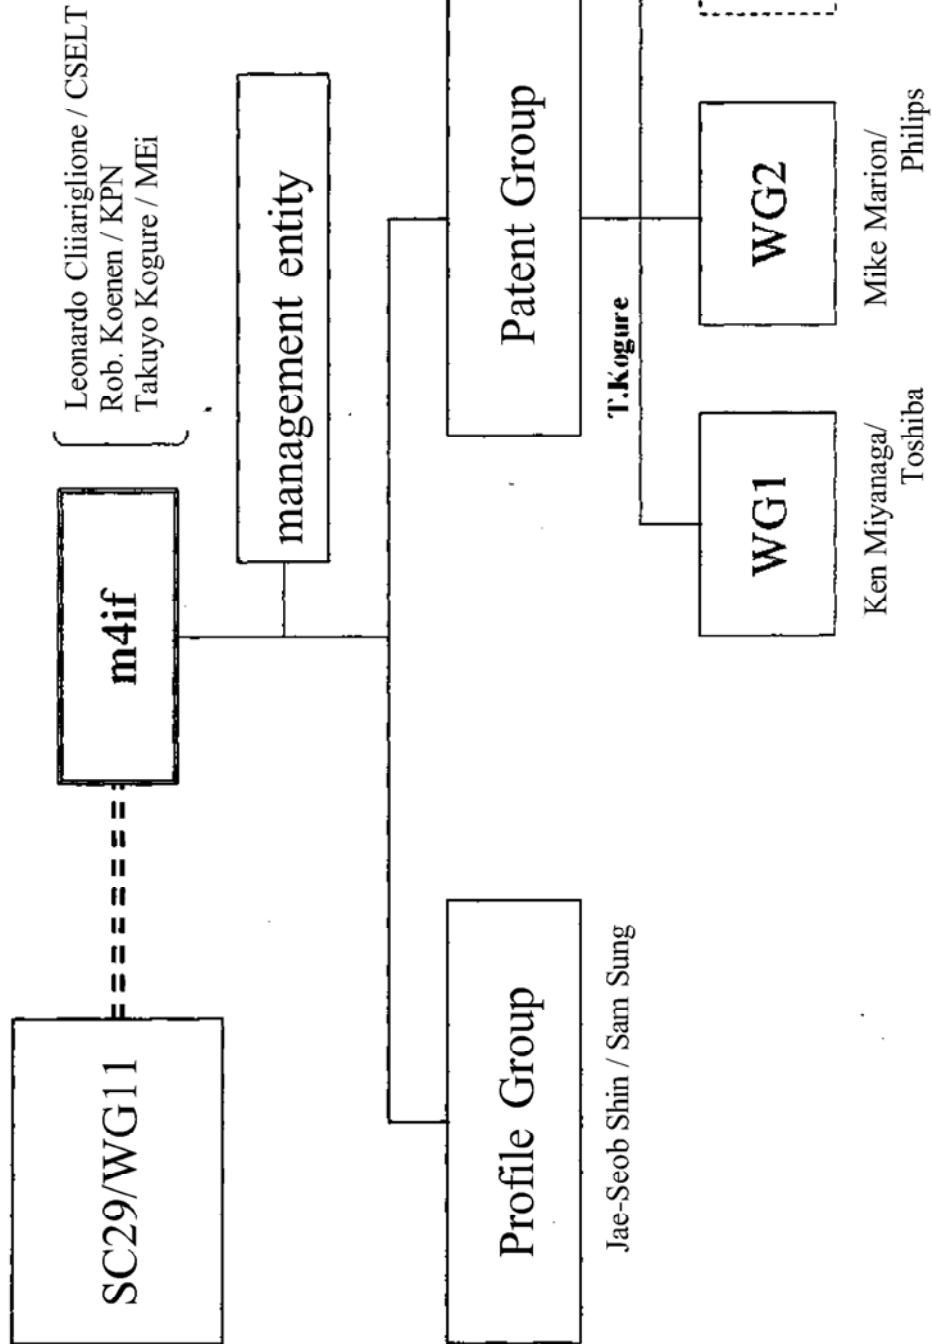 SC29/WG11
m4if
Leonardo Cliiariglione / CSELT
Rob. Koenen / KPN
Takuyo Kogure / MEi
management entity
Profile Group
Jae-Seob Shin / Sam Sung
Patent Group
T.Kogure
WG1
Ken Miyanaga/
Toshiba
WG2
Mike Marion/
Philips